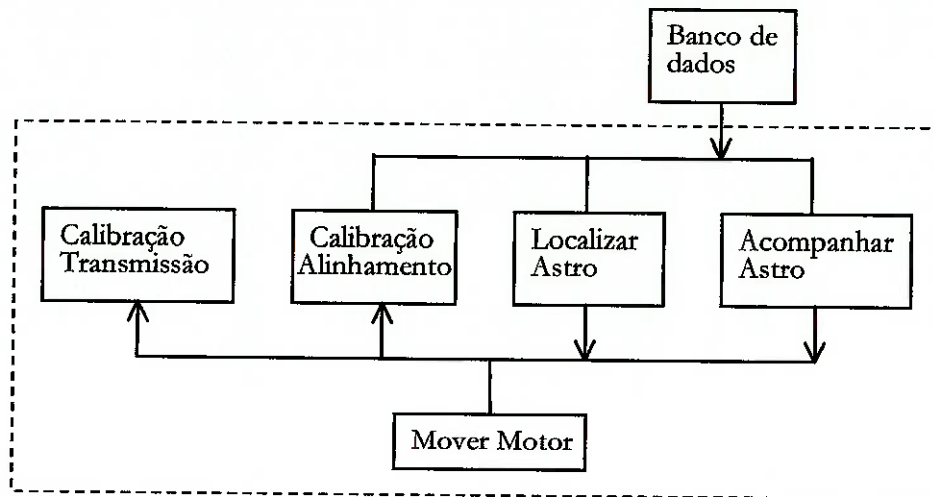 Banco de
dados
Calibração
Transmissão
Calibração
Alinhamento
Localizar
Astro
Acompanhar
Astro
Mover Motor